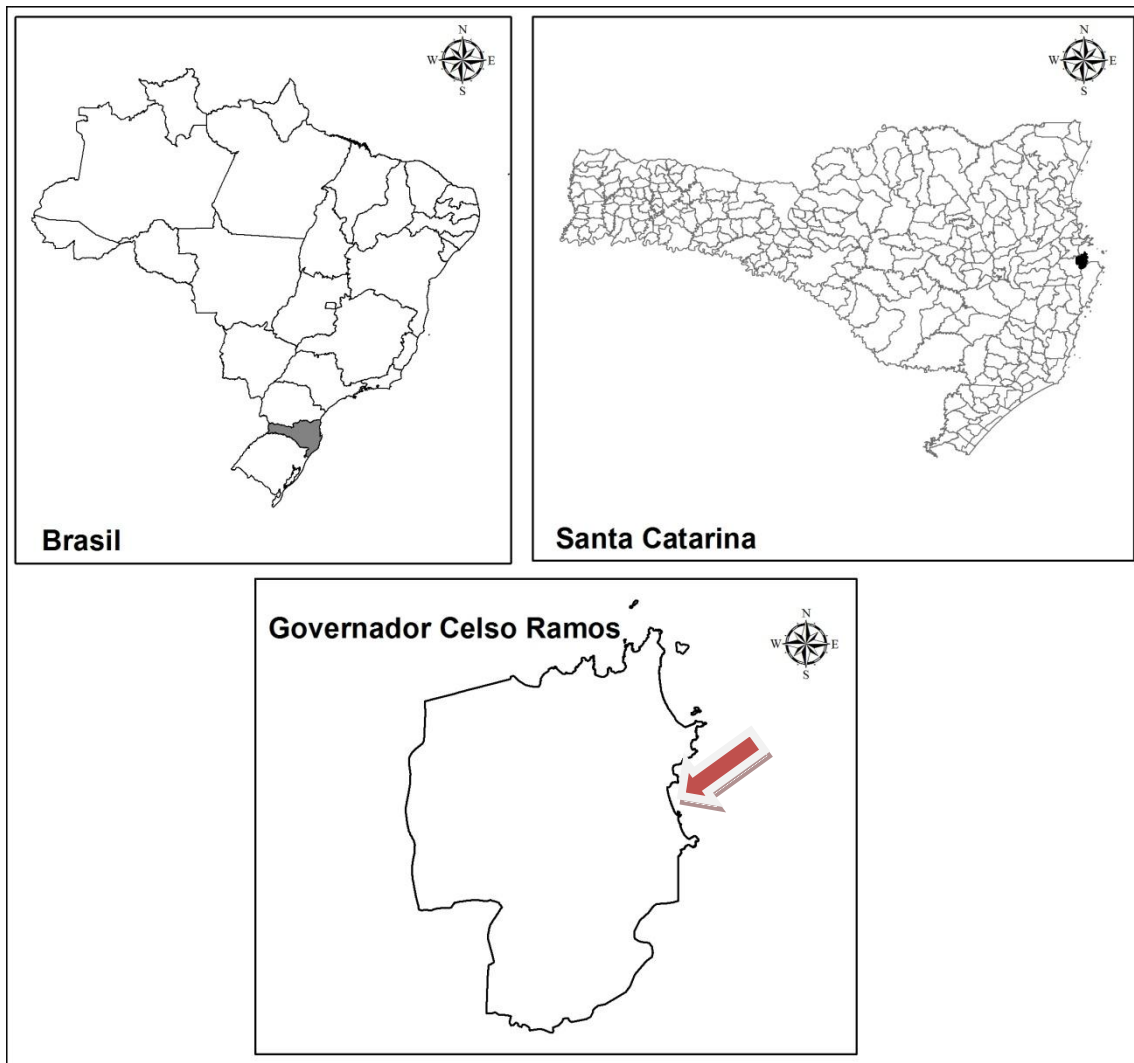 N
W E
S
Brasil
N
W E
S
Santa Catarina
Governador Celso Ramos
N
W E
S